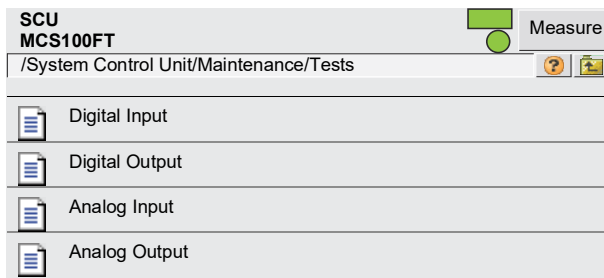 SCU
MCS100FT
Measure
/System Control Unit/Maintenance/Tests
?
Digital Input
Digital Output
Analog Input
Analog Output